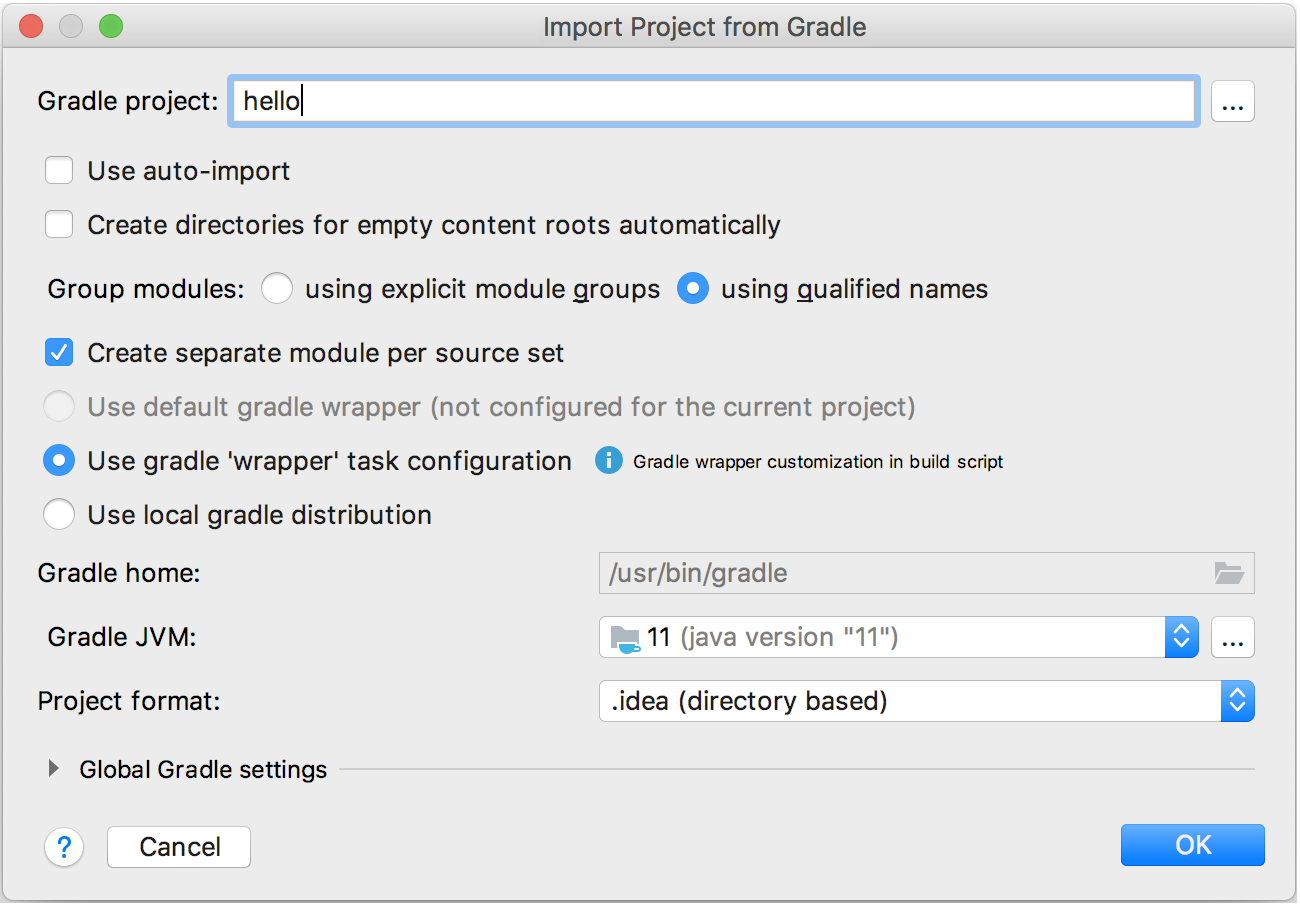 Import Project from Gradle
Gradle project: hello ...
Use auto-import
Create directories for empty content roots automatically
Group modules: using explicit module groups using qualified names
Create separate module per source set
Use default gradle wrapper (not configured for the current project)
Use gradle 'wrapper' task configuration i Gradle wrapper customization in build script
Use local gradle distribution
Gradle home: /usr/bin/gradle
Gradle JVM: 11 (java version "11") ...
Project format: .idea (directory based)
Global Gradle settings
? Cancel OK